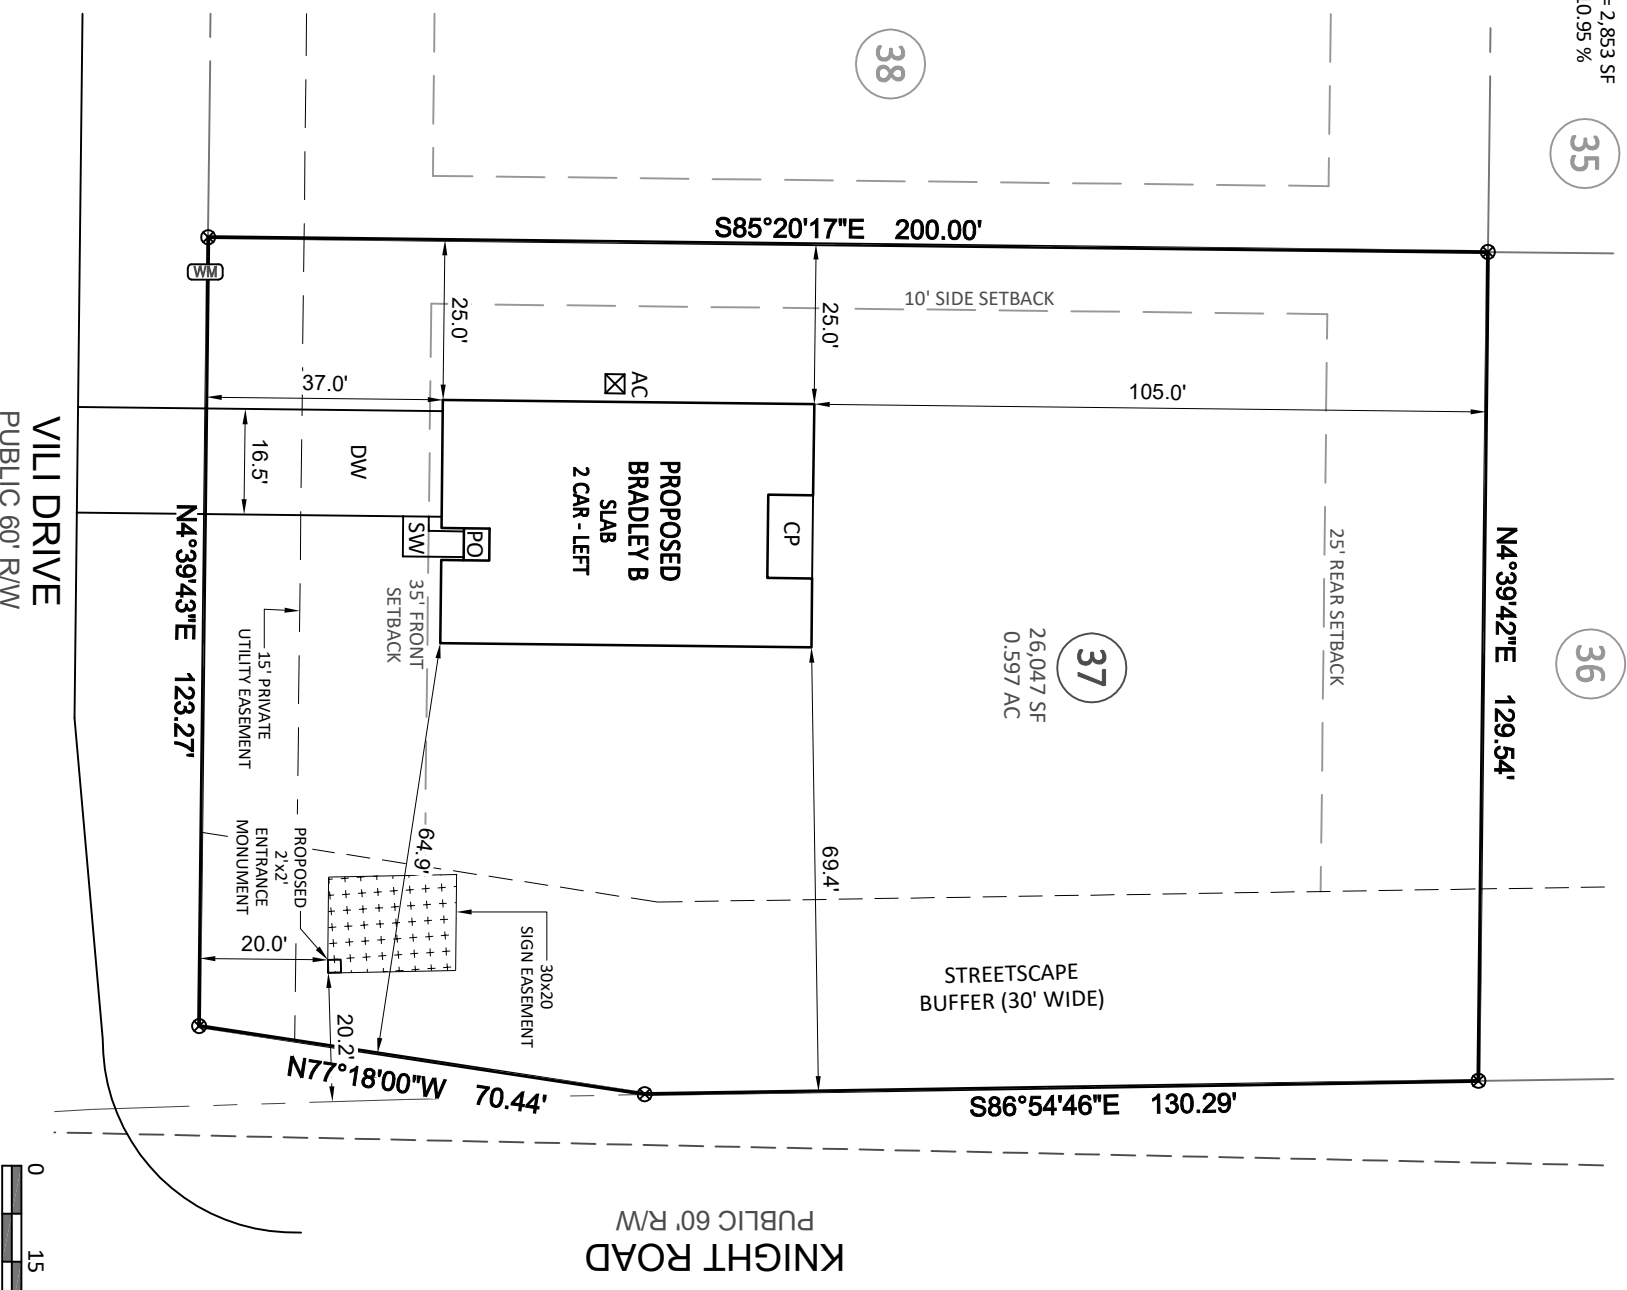 = 2,853 SF
10.95 %
35
38
36
S85°20'17"E 200.00'
WM
10' SIDE SETBACK
25.0'
25.0'
37.0'
105.0'
AC
16.5'
DW
PROPOSED
BRADLEY B
SLAB
2 CAR - LEFT
CP
PO
SW
35' FRONT
SETBACK
25' REAR SETBACK
N4°39'42"E 129.54'
37
26,047 SF
0.597 AC
N4°39'43"E 123.27'
15' PRIVATE
UTILITY EASEMENT
PROPOSED
2'x2'
ENTRANCE
MONUMENT
64.9'
69.4'
20.0'
20.2'
30x20
SIGN EASEMENT
STREETSCAPE
BUFFER (30' WIDE)
N77°18'00"W 70.44'
S86°54'46"E 130.29'
VILI DRIVE
PUBLIC 60' R/W
KNIGHT ROAD
PUBLIC 60' R/W
0 15